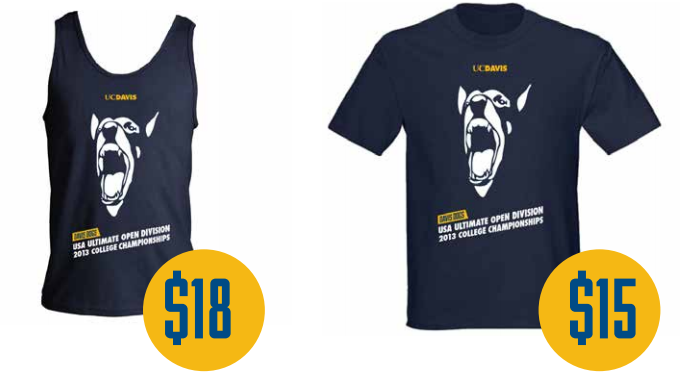 UCDAVIS
DAVIS DOGS
USA ULTIMATE OPEN DIVISION
2013 COLLEGE CHAMPIONSHIPS
$18
UCDAVIS
DAVIS DOGS
USA ULTIMATE OPEN DIVISION
2013 COLLEGE CHAMPIONSHIPS
$15